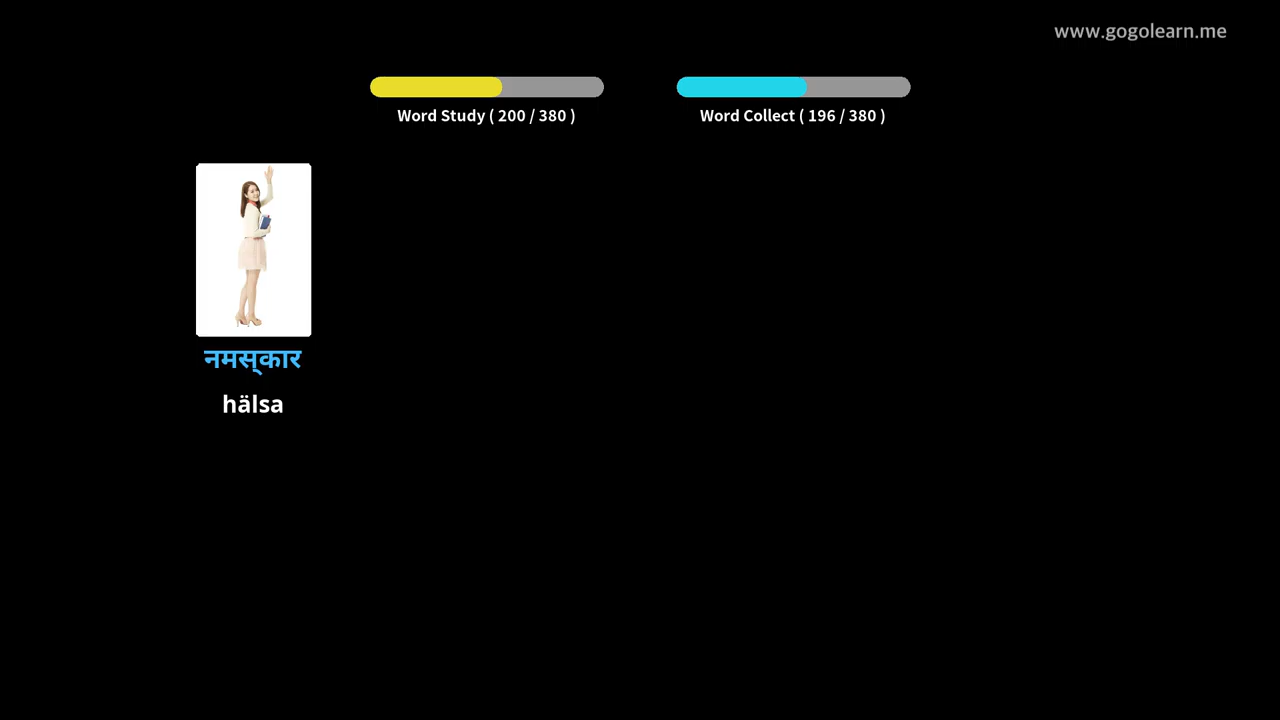 www.gogolearn.me
Word Study ( 200 / 380 )
Word Collect ( 196 / 380 )
नमस्‌कार
hälsa